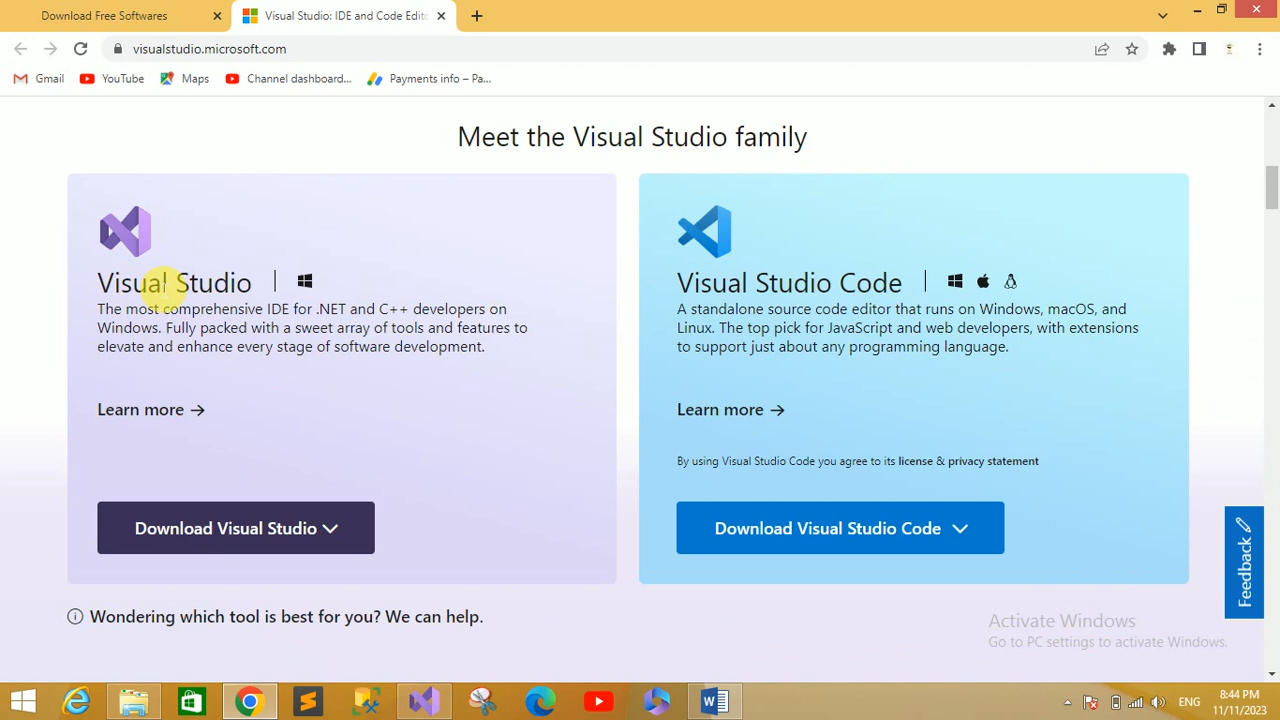 Download Free Softwares
Visual Studio: IDE and Code Edito
visualstudio.microsoft.com
Gmail
YouTube
Maps
Channel dashboard...
Payments info – Pa...
Meet the Visual Studio family
Visual Studio
The most comprehensive IDE for .NET and C++ developers on
Windows. Fully packed with a sweet array of tools and features to
elevate and enhance every stage of software development.
Learn more →
Download Visual Studio
Visual Studio Code
A standalone source code editor that runs on Windows, macOS, and
Linux. The top pick for JavaScript and web developers, with extensions
to support just about any programming language.
Learn more →
By using Visual Studio Code you agree to its license & privacy statement
Download Visual Studio Code
Feedback
Wondering which tool is best for you? We can help.
Activate Windows
Go to PC settings to activate Windows.
ENG
8:44 PM
11/11/2023